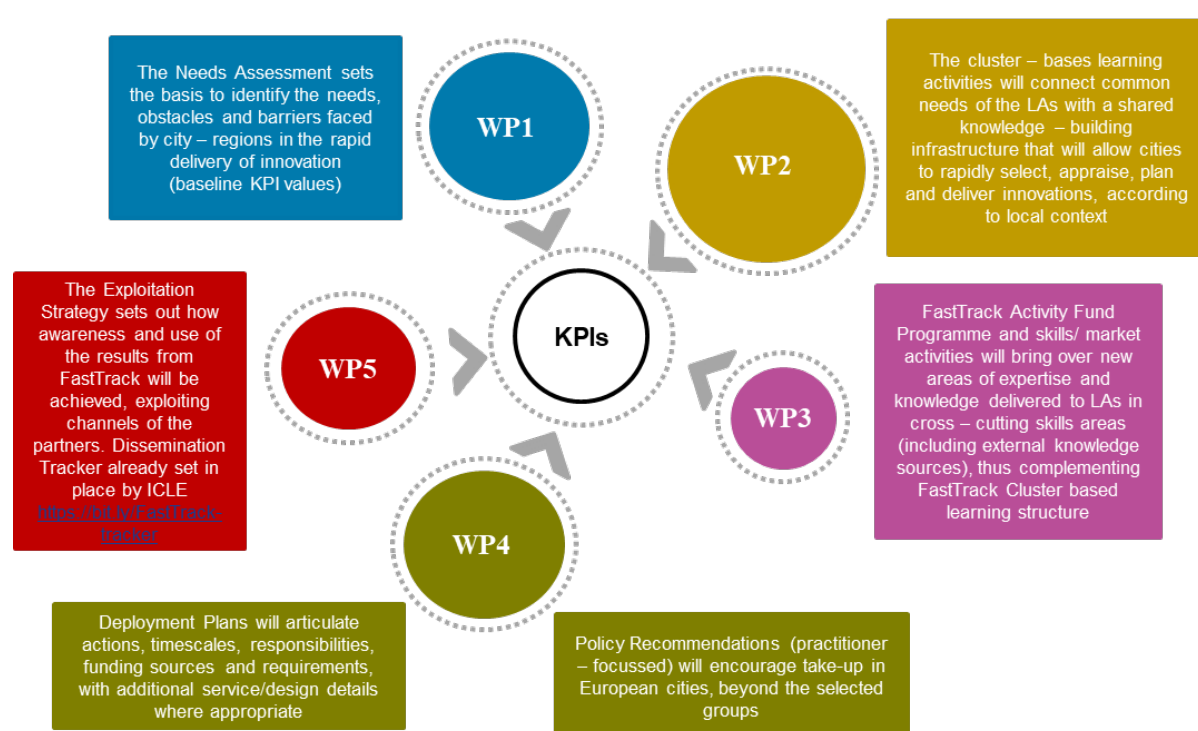 The Needs Assessment sets
the basis to identify the needs,
obstacles and barriers faced
by city – regions in the rapid
delivery of innovation
(baseline KPI values)
WP1
WP2
The cluster – bases learning
activities will connect common
needs of the LAs with a shared
knowledge – building
infrastructure that will allow cities
to rapidly select, appraise, plan
and deliver innovations, according
to local context
The Exploitation
Strategy sets out how
awareness and use of
the results from
FastTrack will be
achieved, exploiting
channels of the
partners. Dissemination
Tracker already set in
place by ICLE
https://bit.ly/FastTrack-
tracker
WP5
KPIs
WP3
FastTrack Activity Fund
Programme and skills/ market
activities will bring over new
areas of expertise and
knowledge delivered to LAs in
cross – cutting skills areas
(including external knowledge
sources), thus complementing
FastTrack Cluster based
learning structure
WP4
Deployment Plans will articulate
actions, timescales, responsibilities,
funding sources and requirements,
with additional service/design details
where appropriate
Policy Recommendations (practitioner
– focussed) will encourage take-up in
European cities, beyond the selected
groups